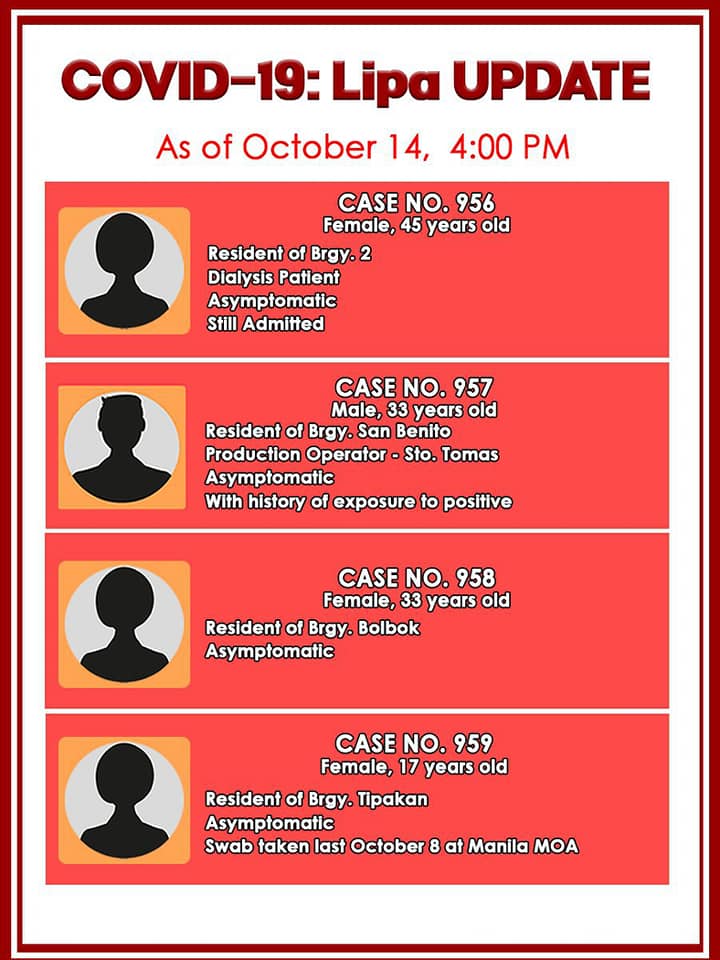 COVID-19: Lipa UPDATE
As of October 14, 4:00 PM
CASE NO. 956
Female, 45 years old
Resident of Brgy. 2
Dialysis Patient
Asymptomatic
Still Admitted
CASE NO. 957
Male, 33 years old
Resident of Brgy. San Benito
Production Operator - Sto. Tomas
Asymptomatic
With history of exposure to positive
CASE NO. 958
Female, 33 years old
Resident of Brgy. Bolbok
Asymptomatic
CASE NO. 959
Female, 17 years old
Resident of Brgy. Tipakan
Asymptomatic
Swab taken last October 8 at Manila MOA